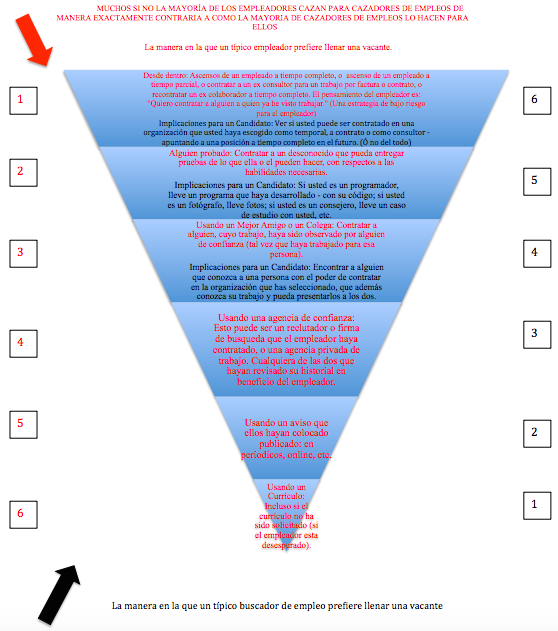 MUCHOS SI NO LA MAYORÍA DE LOS EMPLEADORES CAZAN PARA CAZADORES DE EMPLEOS DE
MANERA EXACTAMENTE CONTRARIA A COMO LA MAYORIA DE CAZADORES DE EMPLEOS LO HACEN PARA
ELLOS
La manera en la que un típico empleador prefiere llenar una vacante.
1
6
Desde dentro: Ascensos de un empleado a tiempo completo, o ascenso de un empleado a
tiempo parcial, o contratar a un ex consultor para un trabajo por factura o contrato, o
recontratar un ex colaborador a tiempo completo. El pensamiento del empleador es:
"Quiero contratar a alguien a quien ya he visto trabajar." (Una estrategia de bajo riesgo
para el empleador)
Implicaciones para un Candidato: Ver si usted puede ser contratado en una
organización que usted haya escogido como temporal, a contrato o como consultor -
apuntando a una posición a tiempo completo en el futuro. (Ó no del todo)
2
5
Alguien probado: Contratar a un desconocido que pueda entregar
pruebas de lo que ella o el pueden hacer, con respectos a las
habilidades necesarias.
Implicaciones para un Candidato: Si usted es un programador,
lleve un programa que haya desarrollado - con su código; si usted
es un fotógrafo, lleve fotos; si usted es un consejero, lleve un caso
de estudio con usted, etc.
3
4
Usando un Mejor Amigo o un Colega: Contratar a
alguien, cuyo trabajo, haya sido observado por alguien
de confianza (tal vez que haya trabajado para esa
persona).
Implicaciones para un Candidato: Encontrar a alguien
que conozca a una persona con el poder de contratar
en la organización que has seleccionado, que además
conozca su trabajo y pueda presentarlos a los dos.
4
3
Usando una agencia de confianza:
Esto puede ser un reclutador o firma
de busqueda que el empleador haya
contratado, o una agencia privada de
trabajo. Cualquiera de las dos que
hayan revisado su historial en
beneficio del empleador.
5
2
Usando un aviso que
ellos hayan colocado
publicado: en
periodicos, online, etc.
6
1
Usando un
Curriculo:
Incluso si el
curriculo no ha
sido solicitado (si
el empleador esta
desesperado).
La manera en la que un típico buscador de empleo prefiere llenar una vacante